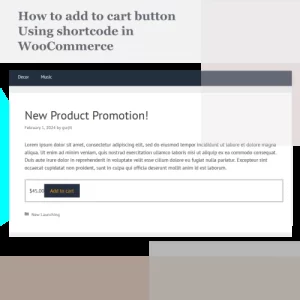 How to add to cart button
Using shortcode in
WooCommerce
Decor Music
New Product Promotion!
February 1, 2024 by
Lorem ipsum dolor sit amet, consectetur adipiscing elit, sed do eiusmod tempor incididunt ut labore et dolore magna aliqua.
Ut enim ad minim veniam, quis nostrud exercitation ullamco laboris nisi ut aliquip ex ea commodo consequat.
Duis aute irure dolor in reprehenderit in voluptate velit esse cillum dolore eu fugiat nulla pariatur. Excepteur sint
occaecat cupidatat non proident, sunt in culpa qui officia deserunt mollit anim id est laborum.
$45.00 Add to cart
New Launching